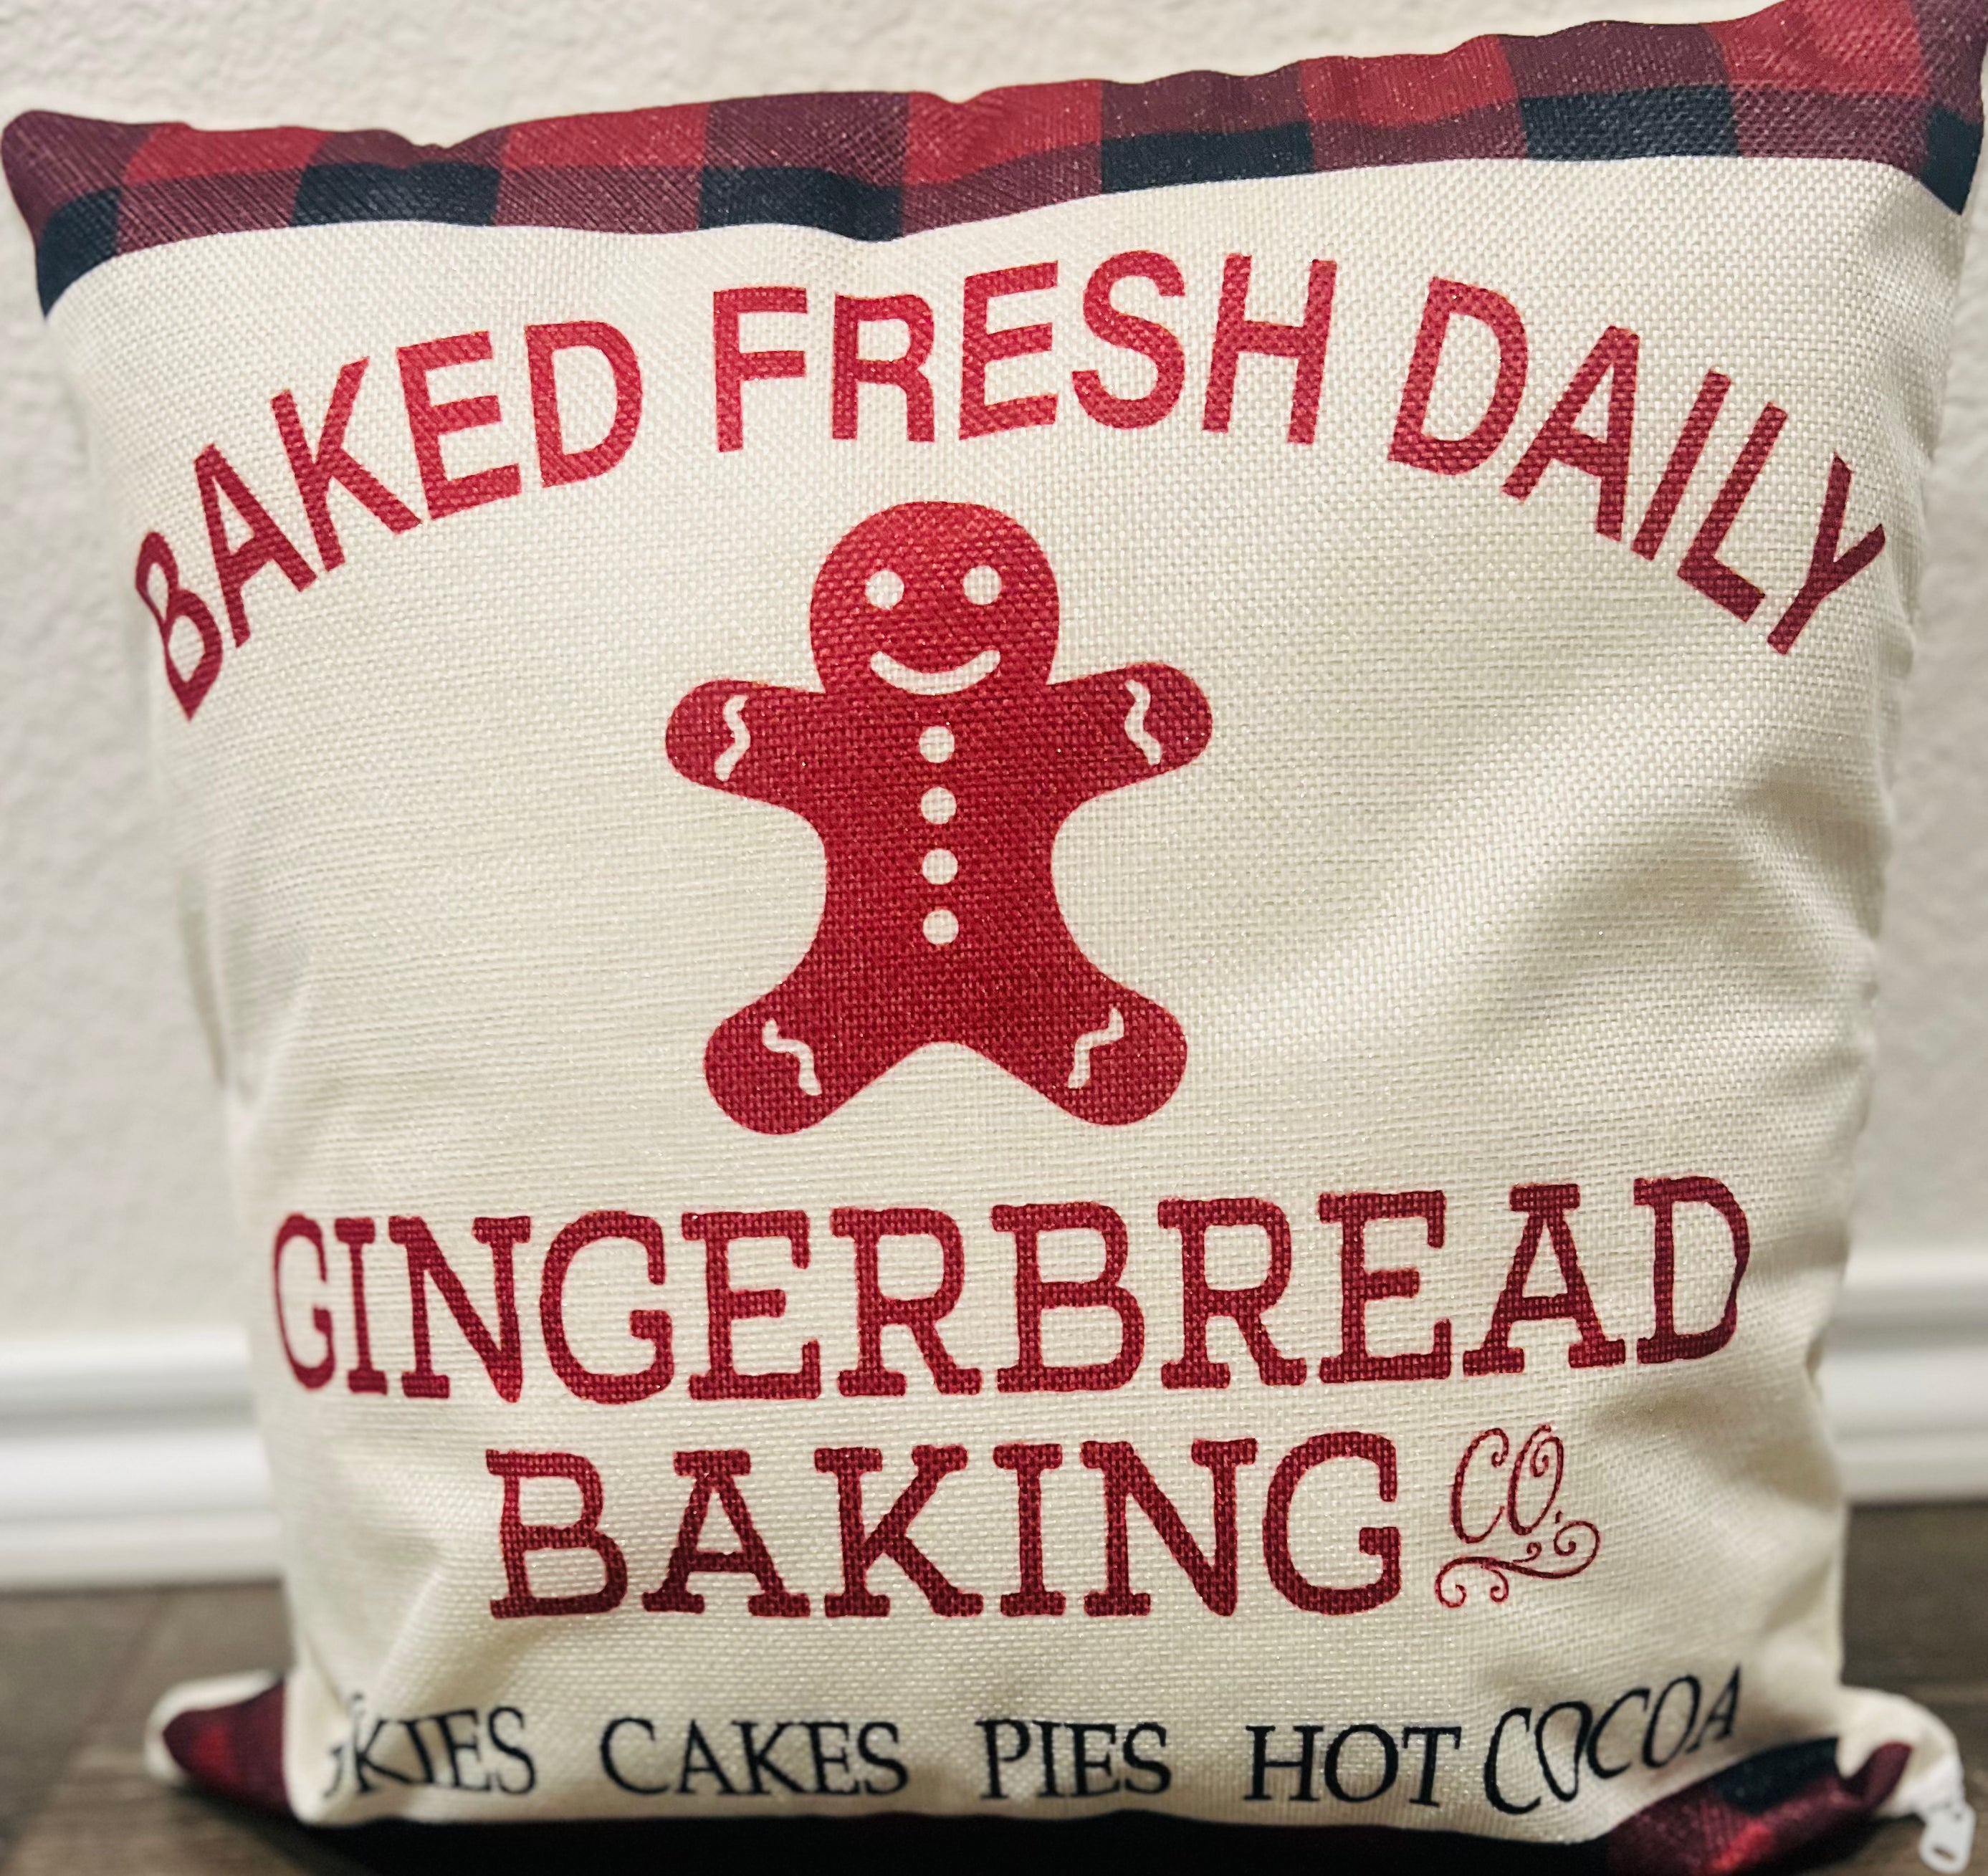 BAKED FRESH DAILY
GINGERBREAD
BAKING CO.
CAKES PIES HOT COCOA